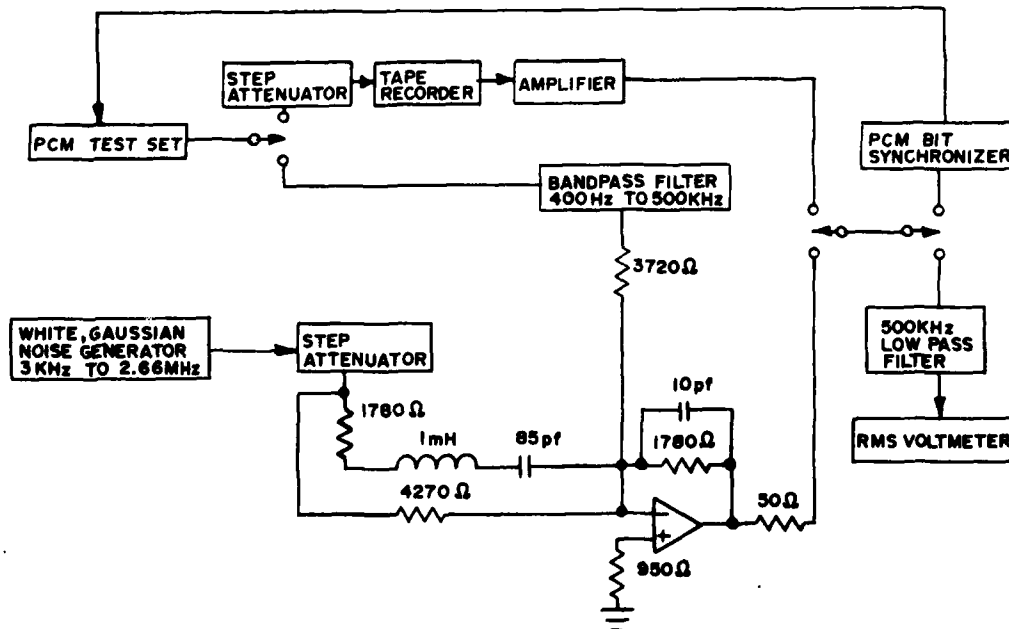 STEP
ATTENUATOR
TAPE
RECORDER
AMPLIFIER
PCM TEST SET
PCM BIT
SYNCHRONIZER
BANDPASS FILTER
400Hz TO 500KHz
3720Ω
WHITE, GAUSSIAN
NOISE GENERATOR
3KHz TO 2.66MHz
STEP
ATTENUATOR
500KHz
LOW PASS
FILTER
RMS VOLTMETER
1780Ω
1mH
85pf
10pf
1780Ω
4270Ω
50Ω
950Ω
−
+